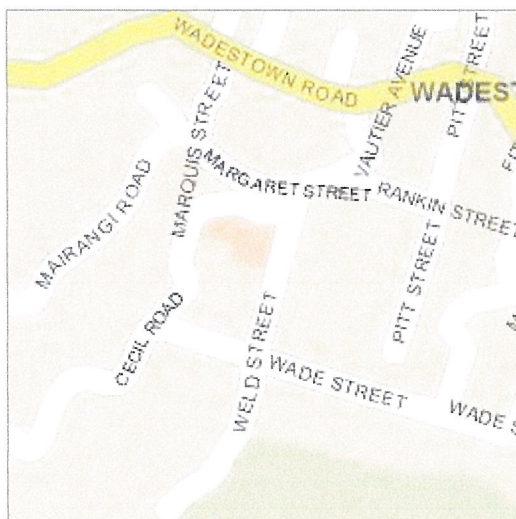 WADESTOWN ROAD
MARQUIS STREET
VAUTIER AVENUE
PITT STREET
WADEST
FIT
MARGARET STREET
RANKIN STREET
MAIRANGI ROAD
PITT STREET
CECIL ROAD
WELD STREET
WADE STREET
WADE S